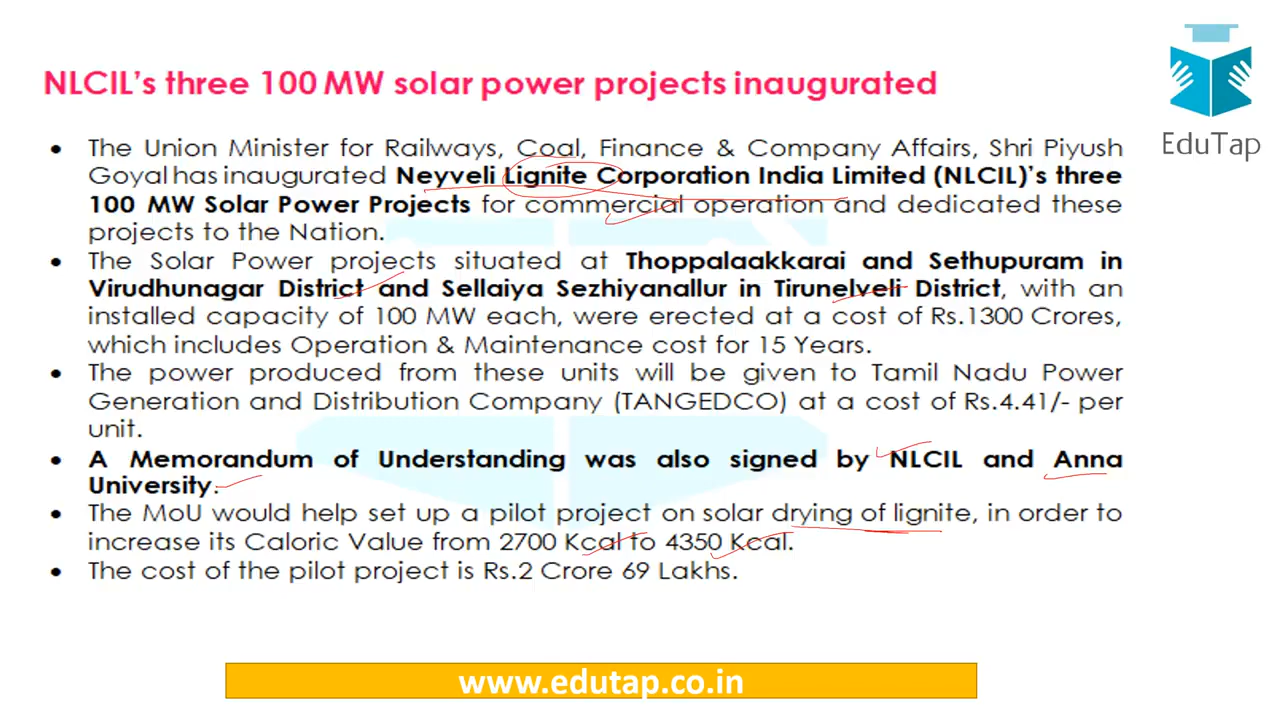 NLCIL's three 100 MW solar power projects inaugurated
EduTap
• The Union Minister for Railways, Coal, Finance & Company Affairs, Shri Piyush
Goyal has inaugurated Neyveli Lignite Corporation India Limited (NLCIL)'s three
100 MW Solar Power Projects for commercial operation and dedicated these
projects to the Nation.
• The Solar Power projects situated at Thoppalaakkarai and Sethupuram in
Virudhunagar District and Sellaiya Sezhiyanallur in Tirunelveli District, with an
installed capacity of 100 MW each, were erected at a cost of Rs.1300 Crores,
which includes Operation & Maintenance cost for 15 Years.
• The power produced from these units will be given to Tamil Nadu Power
Generation and Distribution Company (TANGEDCO) at a cost of Rs.4.41/- per
unit.
• A Memorandum of Understanding was also signed by NLCIL and Anna
University.
• The MoU would help set up a pilot project on solar drying of lignite, in order to
increase its Caloric Value from 2700 Kcal to 4350 Kcal.
• The cost of the pilot project is Rs.2 Crore 69 Lakhs.
www.edutap.co.in